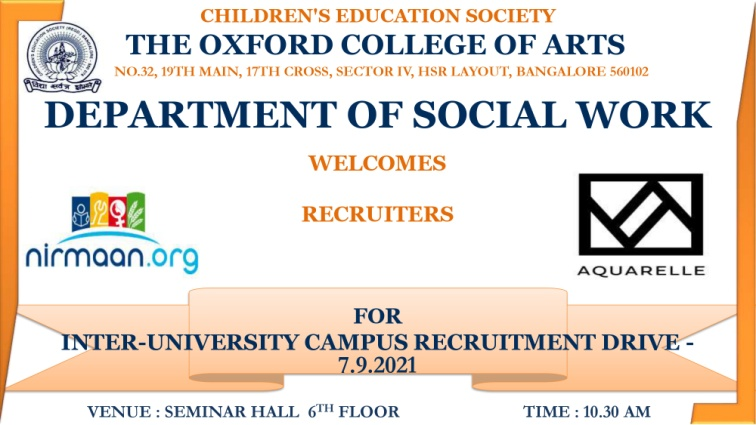 CHILDREN'S EDUCATION SOCIETY
THE OXFORD COLLEGE OF ARTS
NO.32, 19TH MAIN, 17TH CROSS, SECTOR IV, HSR LAYOUT, BANGALORE 560102
DEPARTMENT OF SOCIAL WORK
WELCOMES
RECRUITERS
nirmaan.org
AQUARELLE
FOR
INTER-UNIVERSITY CAMPUS RECRUITMENT DRIVE -
7.9.2021
VENUE : SEMINAR HALL 6TH FLOOR
TIME : 10.30 AM